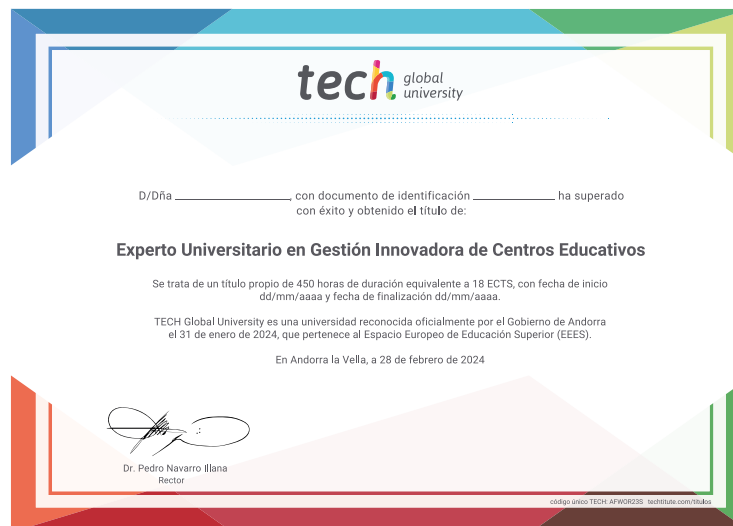 tech global
university
D/Dña ____________________, con documento de identificación ______________ ha superado
con éxito y obtenido el título de:
Experto Universitario en Gestión Innovadora de Centros Educativos
Se trata de un título propio de 450 horas de duración equivalente a 18 ECTS, con fecha de inicio
dd/mm/aaaa y fecha de finalización dd/mm/aaaa.
TECH Global University es una universidad reconocida oficialmente por el Gobierno de Andorra
el 31 de enero de 2024, que pertenece al Espacio Europeo de Educación Superior (EEES).
En Andorra la Vella, a 28 de febrero de 2024
Dr. Pedro Navarro Illana
Rector
código único TECH: AFWOR23S techtitute.com/titulos